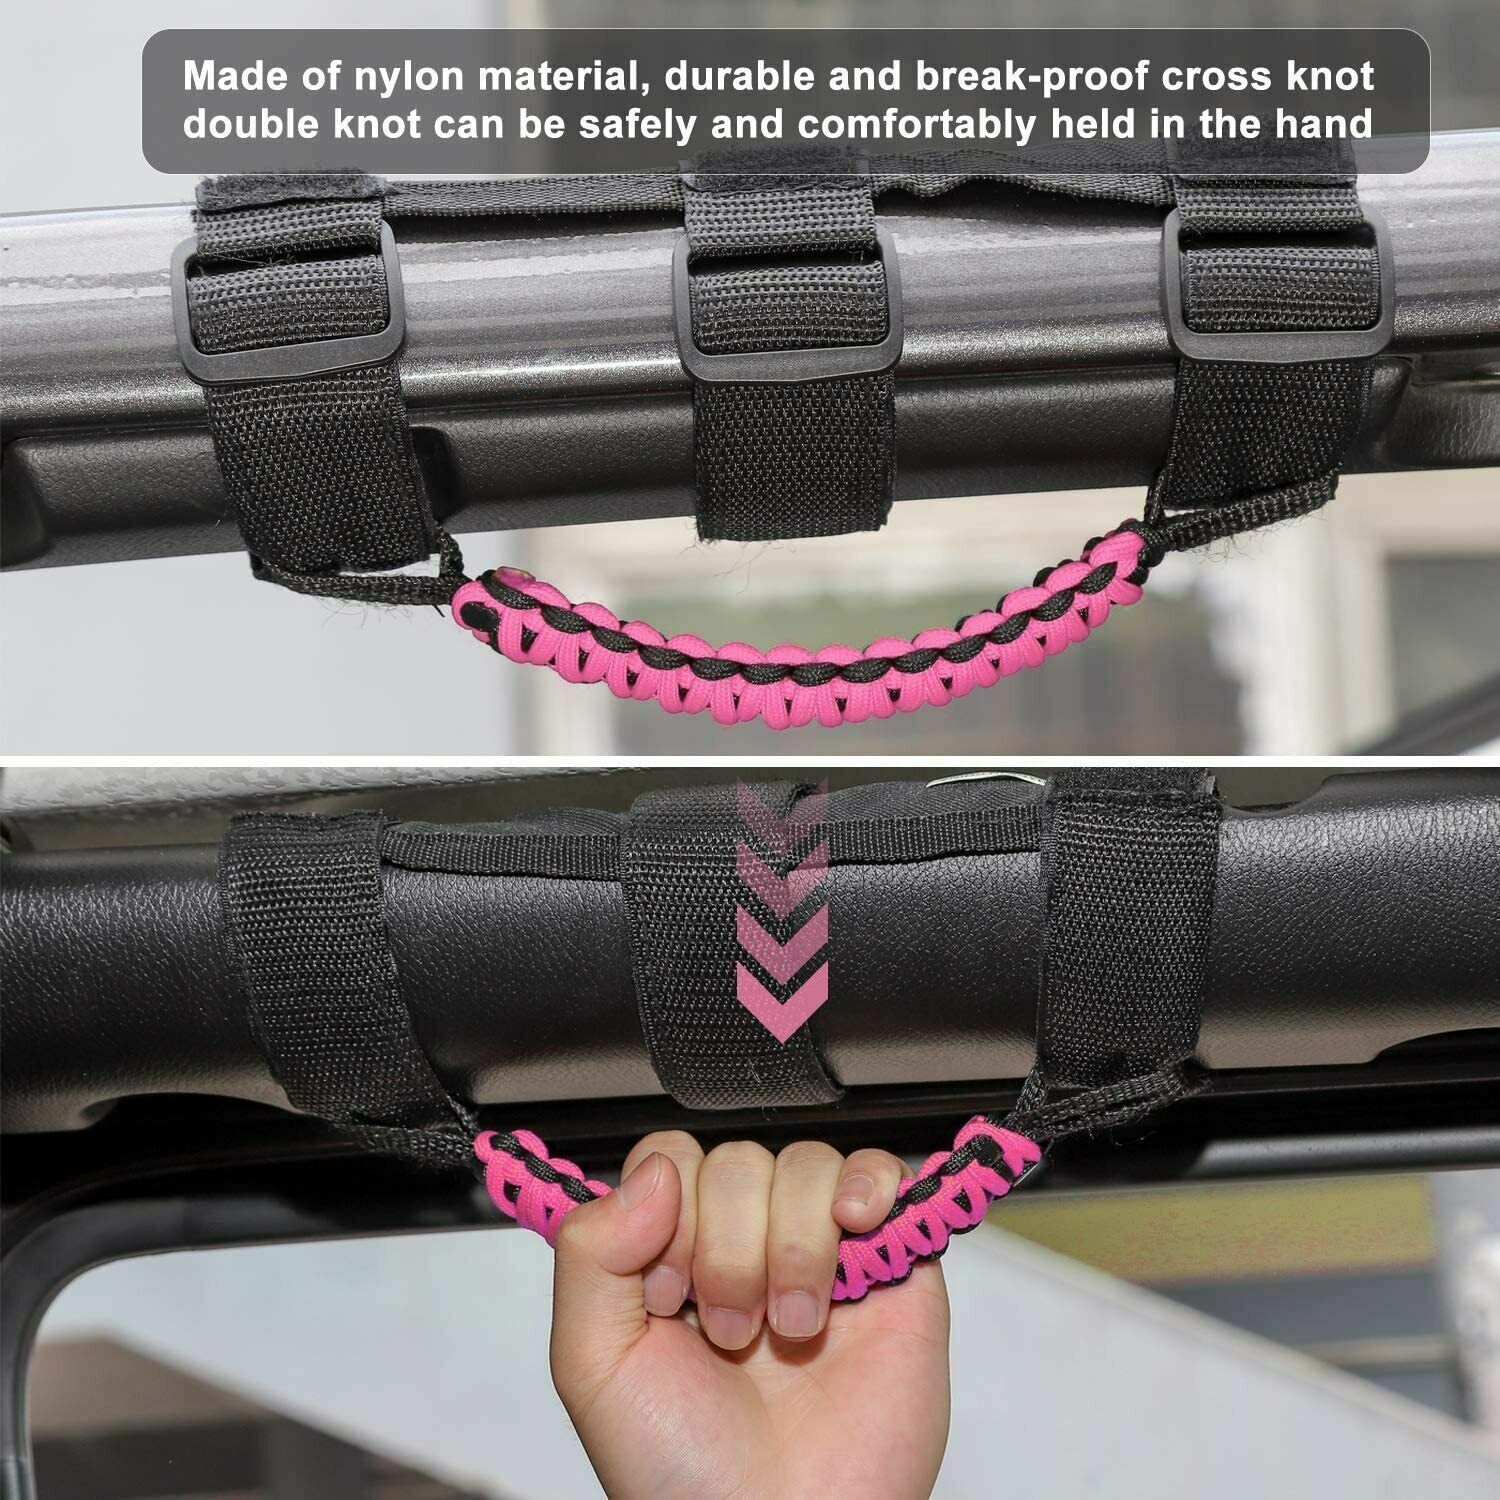 Made of nylon material, durable and break-proof cross knot
double knot can be safely and comfortably held in the hand